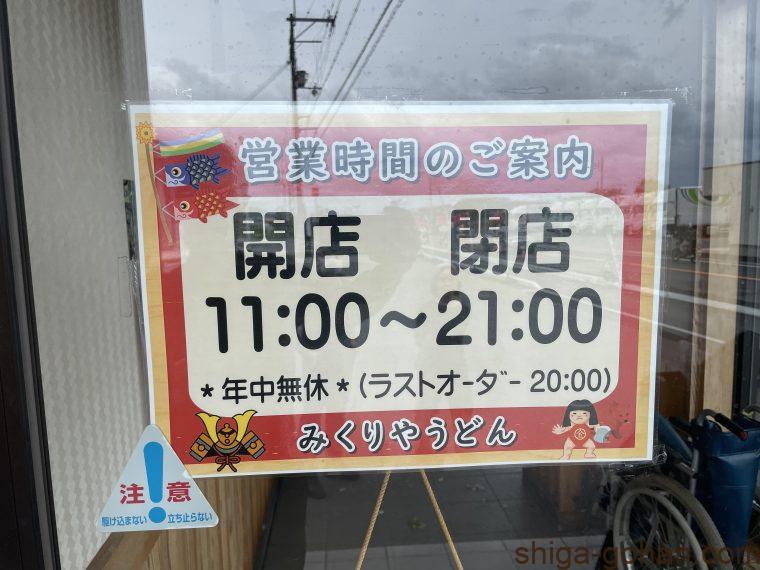 営業時間のご案内
開店 閉店
11:00～21:00
*年中無休*(ラストオーダー 20:00)
みくりやうどん
注!意
駆け込まない 立ち止らない
shiga-gohan.com